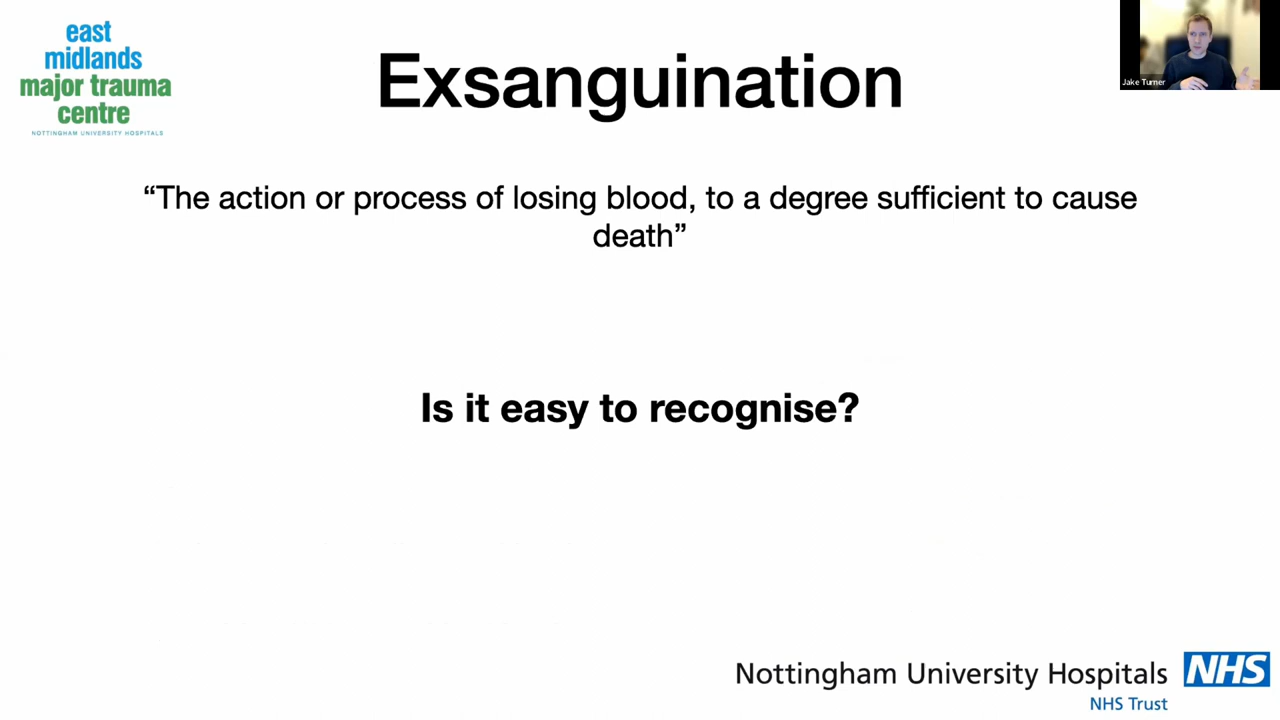 east
midlands
major trauma
centre
NOTTINGHAM UNIVERSITY HOSPITALS
Exsanguination
Jake Turner
“The action or process of losing blood, to a degree sufficient to cause
death”
Is it easy to recognise?
Nottingham University Hospitals NHS
NHS Trust